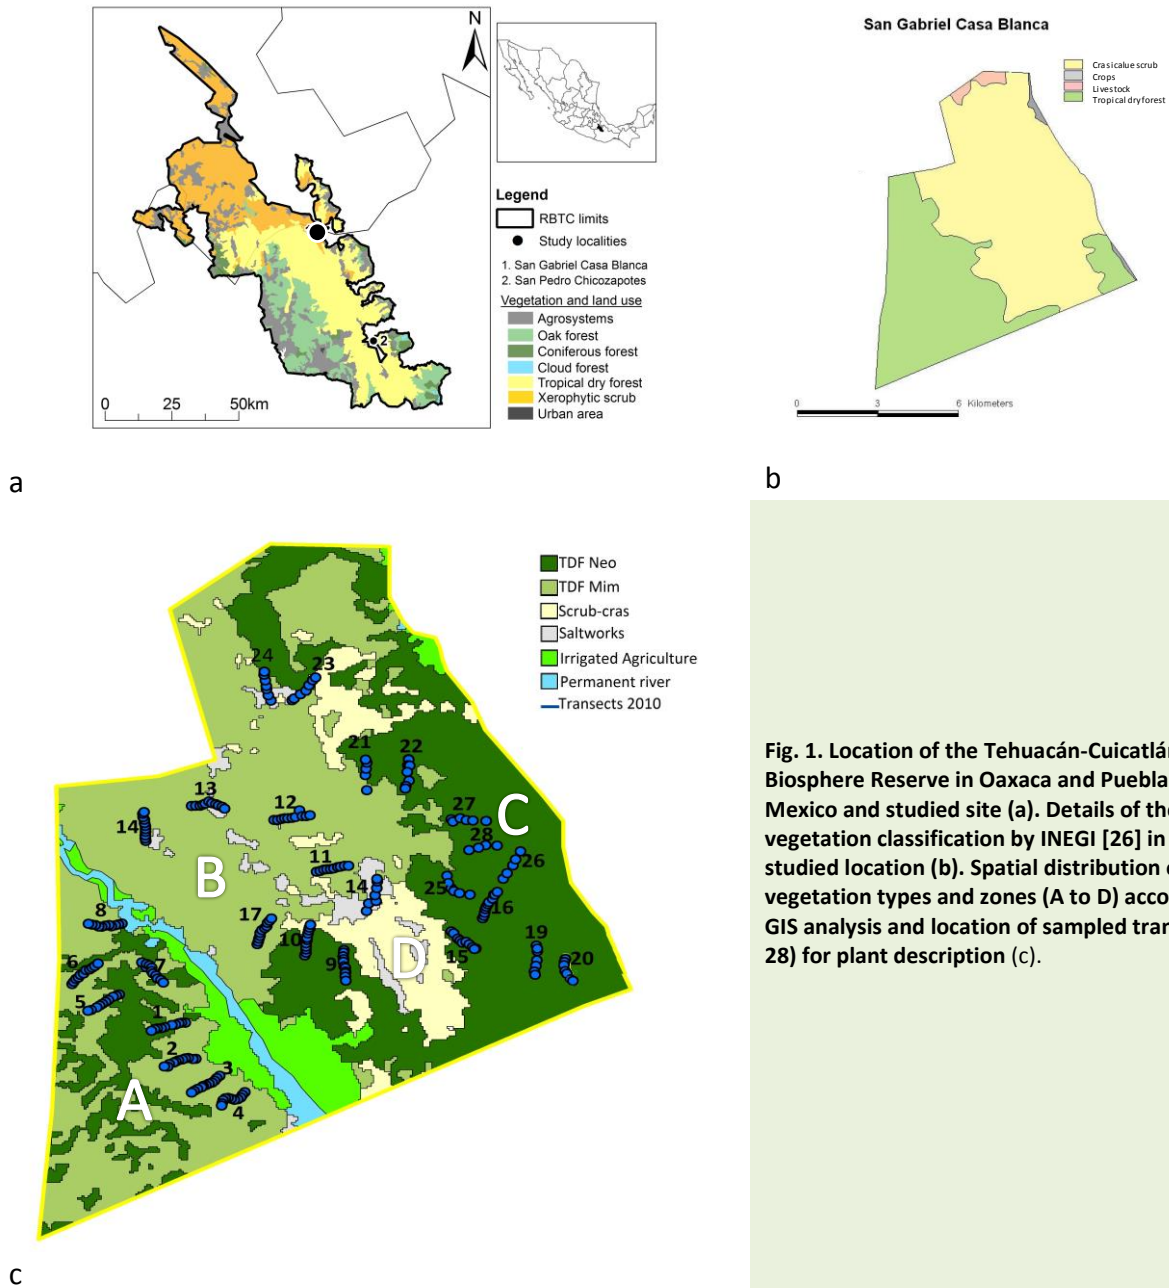 N
Legend
RBTC limits
Study localities
1. San Gabriel Casa Blanca
2. San Pedro Chicozapotes
Vegetation and land use
Agrosystems
Oak forest
Coniferous forest
Cloud forest
Tropical dry forest
Xerophytic scrub
Urban area
2
0 25 50km
a
San Gabriel Casa Blanca
Crasicalue scrub
Crops
Livestock
Tropical dry forest
0 3 6 Kilometers
b
TDF Neo
TDF Mim
Scrub-cras
Saltworks
Irrigated Agriculture
Permanent river
Transects 2010
24
23
21
22
13
12
27
C
14
28
11
26
B
14
25
16
8
17
10
15
19
D
9
20
6
7
5
1
2
3
A
4
c
Fig. 1. Location of the Tehuacán-Cuicatlá
Biosphere Reserve in Oaxaca and Puebla
Mexico and studied site (a). Details of the
vegetation classification by INEGI [26] in
studied location (b). Spatial distribution
vegetation types and zones (A to D) acco
GIS analysis and location of sampled tran
28) for plant description (c).